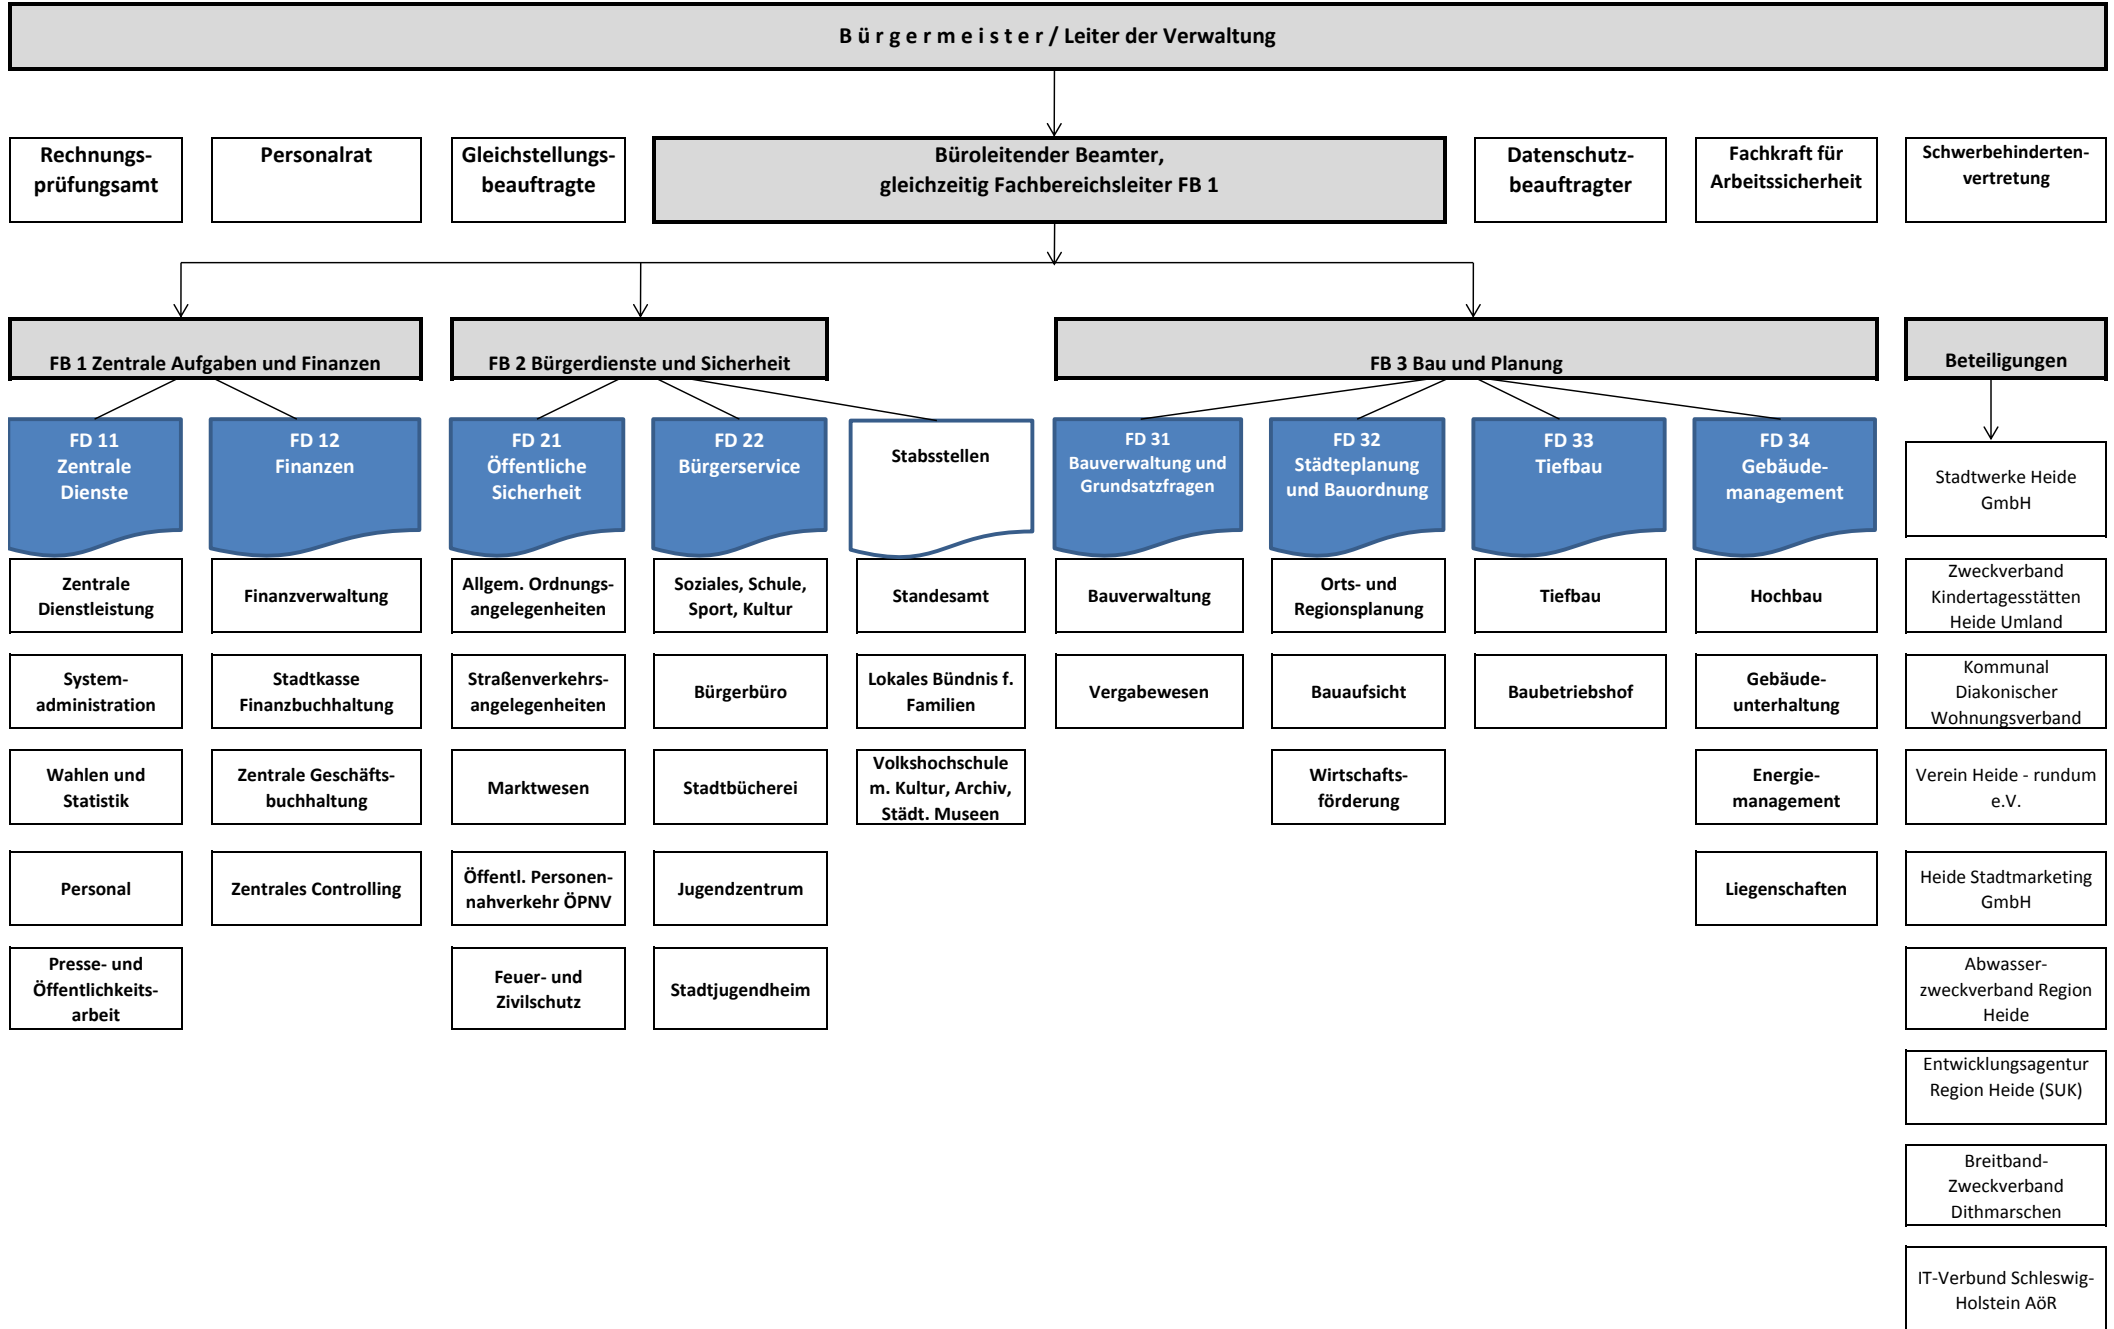 B ü r g e r m e i s t e r / Leiter der Verwaltung
Rechnungs-
prüfungsamt
Personalrat
Gleichstellungs-
beauftragte
Büroleitender Beamter,
gleichzeitig Fachbereichsleiter FB 1
Datenschutz-
beauftragter
Fachkraft für
Arbeitssicherheit
Schwerbehinderten-
vertretung
FB 1 Zentrale Aufgaben und Finanzen
FB 2 Bürgerdienste und Sicherheit
FB 3 Bau und Planung
Beteiligungen
FD 11
Zentrale
Dienste
FD 12
Finanzen
FD 21
Öffentliche
Sicherheit
FD 22
Bürgerservice
Stabsstellen
FD 31
Bauverwaltung und
Grundsatzfragen
FD 32
Städteplanung
und Bauordnung
FD 33
Tiefbau
FD 34
Gebäude-
management
Stadtwerke Heide
GmbH
Zentrale
Dienstleistung
Finanzverwaltung
Allgem. Ordnungs-
angelegenheiten
Soziales, Schule,
Sport, Kultur
Standesamt
Bauverwaltung
Orts- und
Regionsplanung
Tiefbau
Hochbau
Zweckverband
Kindertagesstätten
Heide Umland
System-
administration
Stadtkasse
Finanzbuchhaltung
Straßenverkehrs-
angelegenheiten
Bürgerbüro
Lokales Bündnis f.
Familien
Vergabewesen
Bauaufsicht
Baubetriebshof
Gebäude-
unterhaltung
Kommunal
Diakonischer
Wohnungsverband
Wahlen und
Statistik
Zentrale Geschäfts-
buchhaltung
Marktwesen
Stadtbücherei
Volkshochschule
m. Kultur, Archiv,
Städt. Museen
Wirtschafts-
förderung
Energie-
management
Verein Heide - rundum
e.V.
Personal
Zentrales Controlling
Öffentl. Personen-
nahverkehr ÖPNV
Jugendzentrum
Liegenschaften
Heide Stadtmarketing
GmbH
Presse- und
Öffentlichkeits-
arbeit
Feuer- und
Zivilschutz
Stadtjugendheim
Abwasser-
zweckverband Region
Heide
Entwicklungsagentur
Region Heide (SUK)
Breitband-
Zweckverband
Dithmarschen
IT-Verbund Schleswig-
Holstein AöR